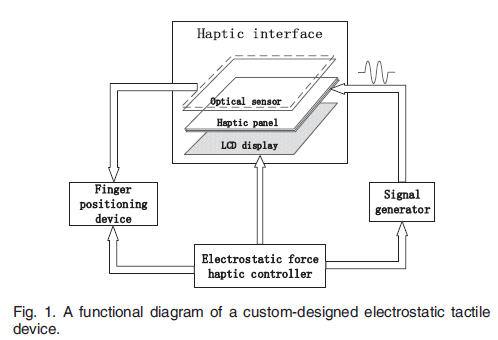 Haptic interface
Optical sensor
Haptic panel
LCD display
Finger
positioning
device
Signal
generator
Electrostatic force
haptic controller
Fig. 1. A functional diagram of a custom-designed electrostatic tactile
device.